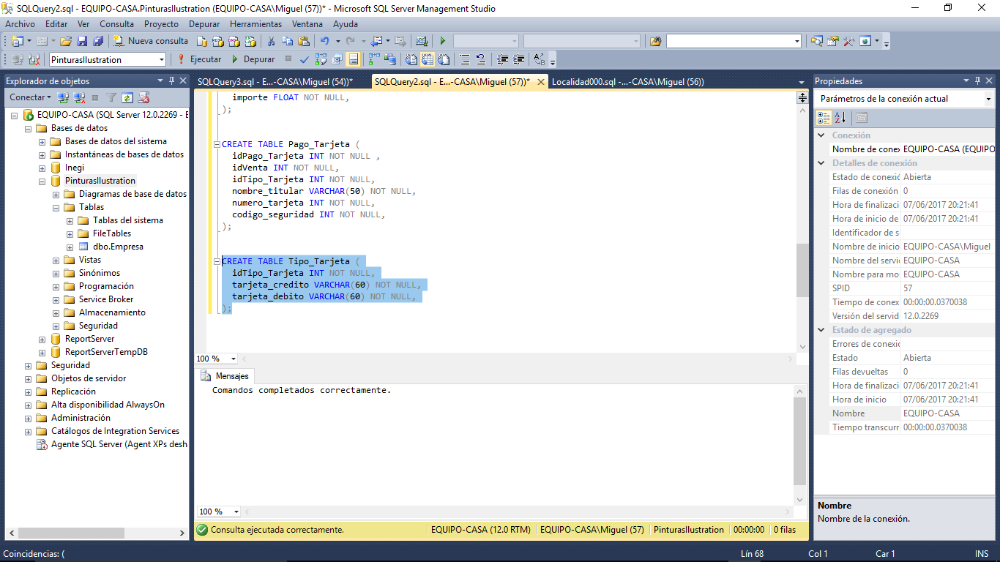 SQLQuery2.sql - EQUIPO-CASA.PinturasIlustration (EQUIPO-CASA\Miguel (57))* - Microsoft SQL Server Management Studio
Archivo Editar Ver Consulta Proyecto Depurar Herramientas Ventana Ayuda
Nueva consulta
PinturasIlustration Ejecutar Depurar
Explorador de objetos
Conectar
EQUIPO-CASA (SQL Server 12.0.2269 - E
Bases de datos
Bases de datos del sistema
Instantáneas de bases de datos
Inegi
PinturasIlustration
Diagramas de base de datos
Tablas
Tablas del sistema
FileTables
dbo.Empresa
Vistas
Sinónimos
Programación
Service Broker
Almacenamiento
Seguridad
ReportServer
ReportServerTempDB
Seguridad
Objetos de servidor
Replicación
Alta disponibilidad AlwaysOn
Administración
Catálogos de Integration Services
Agente SQL Server (Agent XPs desh
SQLQuery3.sql - E...-CASA\Miguel (54))* SQLQuery2.sql - E...-CASA\Miguel (57))* Localidad000.sql -...-CASA\Miguel (56))
importe FLOAT NOT NULL,
);
CREATE TABLE Pago_Tarjeta (
idPago_Tarjeta INT NOT NULL ,
idVenta INT NOT NULL,
idTipo_Tarjeta INT NOT NULL,
nombre_titular VARCHAR(50) NOT NULL,
numero_tarjeta INT NOT NULL,
codigo_seguridad INT NOT NULL,
);
CREATE TABLE Tipo_Tarjeta (
idTipo_Tarjeta INT NOT NULL,
tarjeta_credito VARCHAR(60) NOT NULL,
tarjeta_debito VARCHAR(60) NOT NULL,
);
100 %
Mensajes
Comandos completados correctamente.
100 %
Consulta ejecutada correctamente. EQUIPO-CASA (12.0 RTM) EQUIPO-CASA\Miguel (57) PinturasIlustration 00:00:00 0 filas
Propiedades
Parámetros de la conexión actual
Conexión
Nombre de conex EQUIPO-CASA (EQUIPO
Detalles de conexión
Estado de conexió Abierta
Filas de conexión 0
Hora de finalizaci 07/06/2017 20:21:41
Hora de inicio de 07/06/2017 20:21:41
Identificador de s
Nombre de inicio EQUIPO-CASA\Miguel
Nombre del servi EQUIPO-CASA
Nombre para mo EQUIPO-CASA
SPID 57
Tiempo de conex 00:00:00.0370038
Versión del servid 12.0.2269
Estado de agregado
Errores de conexic
Estado Abierta
Filas devueltas 0
Hora de finalizaci 07/06/2017 20:21:41
Hora de inicio 07/06/2017 20:21:41
Nombre EQUIPO-CASA
Tiempo transcurr 00:00:00.0370038
Nombre
Nombre de la conexión.
Coincidencias: ( Lín 68 Col 1 Car 1 INS